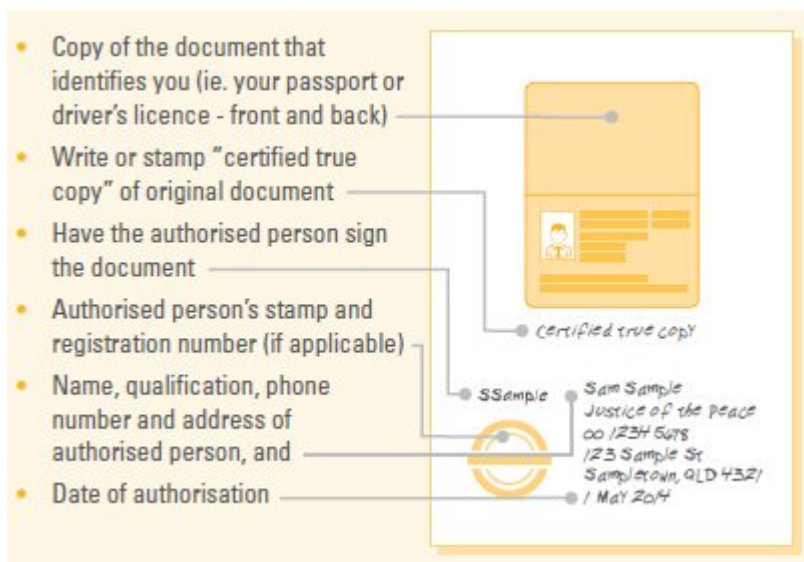 • Copy of the document that
identifies you (ie. your passport or
driver's licence - front and back)
• Write or stamp "certified true
copy" of original document
• Have the authorised person sign
the document
• Authorised person's stamp and
registration number (if applicable)
• Name, qualification, phone
number and address of
authorised person, and
• Date of authorisation
certified true copy
SSample
Sam Sample
Justice of the Peace
00 1234 5678
123 Sample St
Sampletown, QLD 4321
1 May 2014